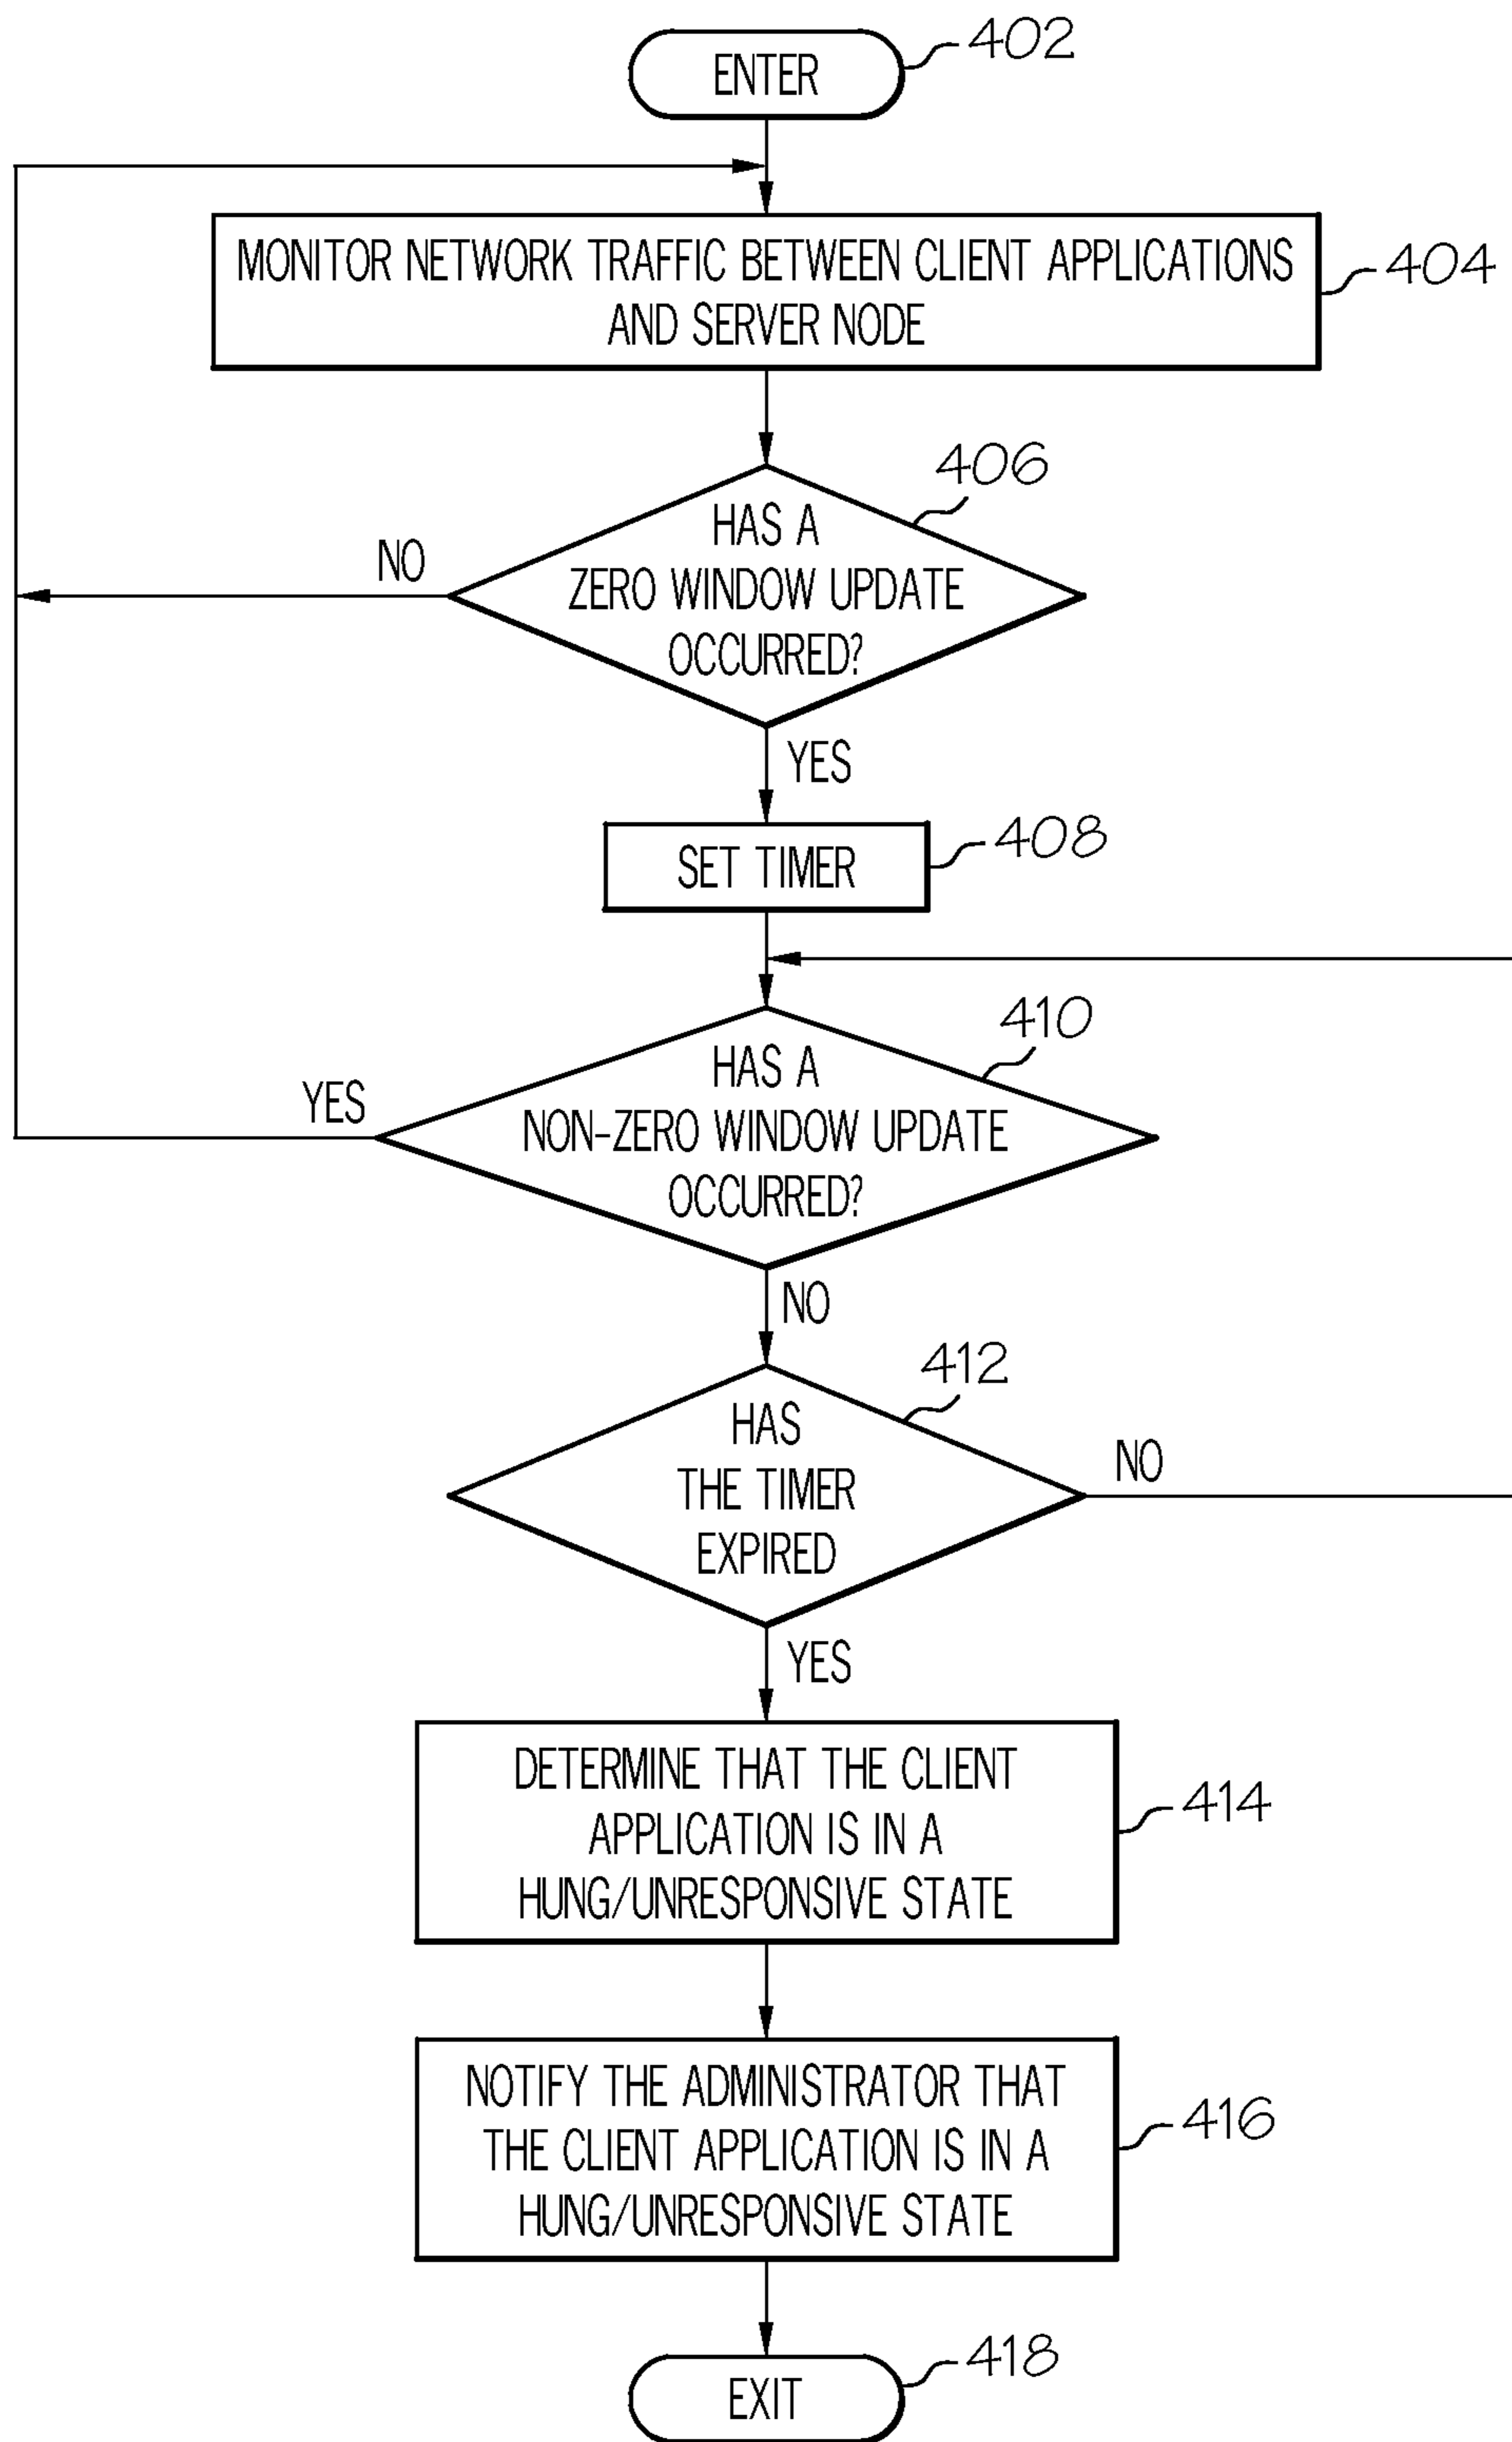 ENTER
402
MONITOR NETWORK TRAFFIC BETWEEN CLIENT APPLICATIONS
AND SERVER NODE
404
406
HAS A
ZERO WINDOW UPDATE
OCCURRED?
NO
YES
SET TIMER
408
410
HAS A
NON-ZERO WINDOW UPDATE
OCCURRED?
YES
NO
412
HAS
THE TIMER
EXPIRED
NO
YES
DETERMINE THAT THE CLIENT
APPLICATION IS IN A
HUNG/UNRESPONSIVE STATE
414
NOTIFY THE ADMINISTRATOR THAT
THE CLIENT APPLICATION IS IN A
HUNG/UNRESPONSIVE STATE
416
EXIT
418